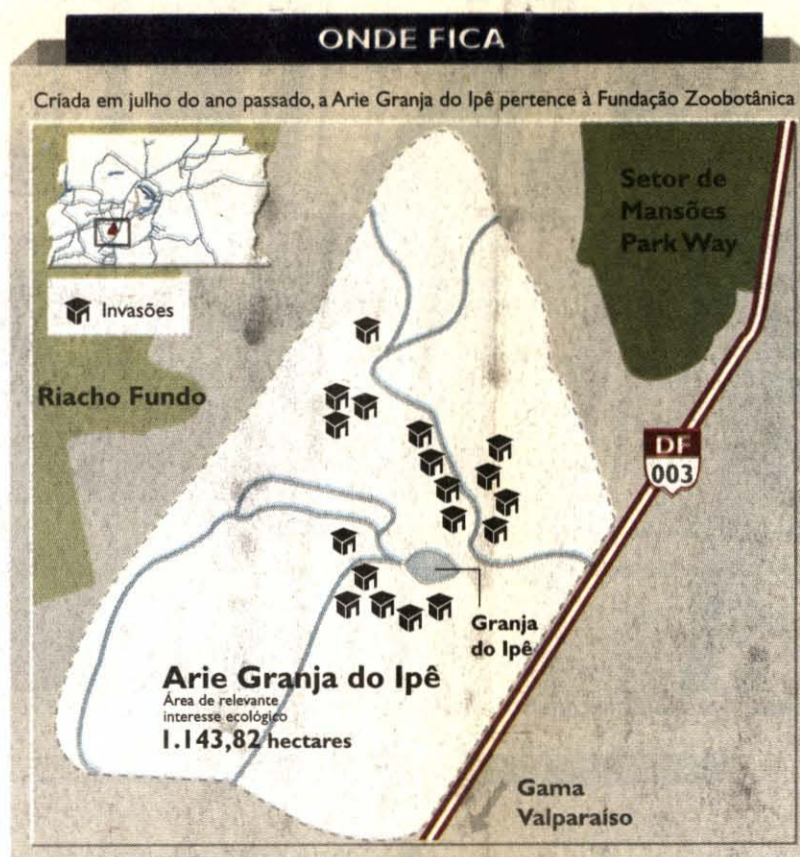 ONDE FICA
Criada em julho do ano passado, a Arie Granja do Ipê pertence à Fundação Zoobotânica
Setor de
Mansões
Park Way
Invasões
Riacho Fundo
DF
003
Granja
do Ipê
Arie Granja do Ipê
Área de relevante
interesse ecológico
1.143,82 hectares
Gama
Valparaíso